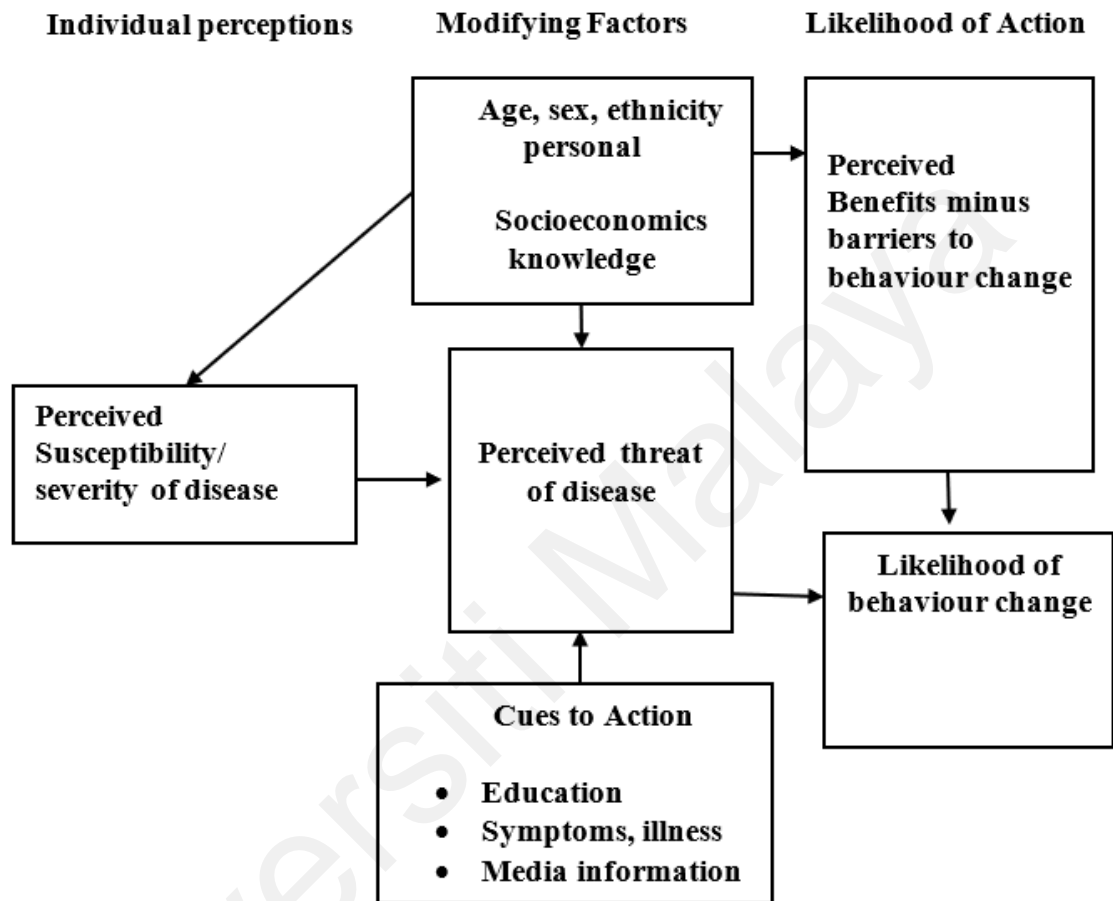 Individual perceptions
Modifying Factors
Likelihood of Action
Age, sex, ethnicity
personal
Socioeconomics
knowledge
Perceived
Benefits minus
barriers to
behaviour change
Perceived
Susceptibility/
severity of disease
Perceived threat
of disease
Likelihood of
behaviour change
Cues to Action
• Education
• Symptoms, illness
• Media information
ersiti Malaya